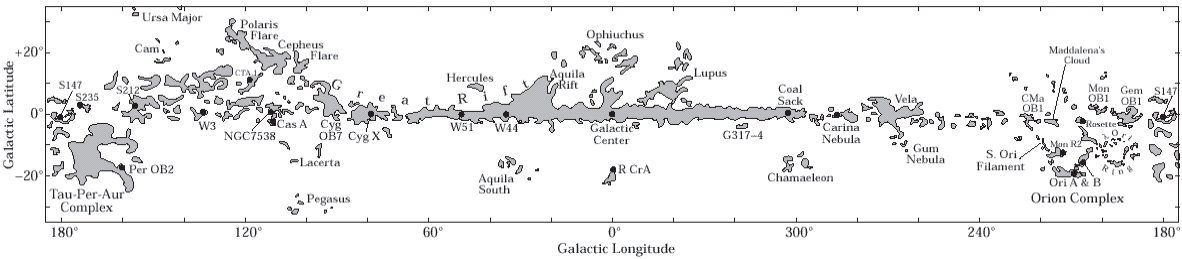 Ursa Major
Polaris
Flare
Cam
Cepheus
Flare
Ophiuchus
Maddalena's
Cloud
+20°
CTA 1
S147
S235
S212
Great Rift
Hercules
Aquila
Rift
Lupus
Coal
Sack
Vela
CMa
OB1
Mon
OB1
Gem
OB1
S147
Galactic Latitude
0°
W3
NGC7538
Cas A
Cyg
OB7
Cyg X
W51
W44
Galactic
Center
G317–4
Carina
Nebula
Rosette
Gum
Nebula
S. Ori
Filament
Mon R2
Ori Ring
Lacerta
Per OB2
−20°
Aquila
South
R CrA
Chamaeleon
Ori A & B
Orion Complex
Tau-Per-Aur
Complex
Pegasus
180° 120° 60° 0° 300° 240° 180°
Galactic Longitude